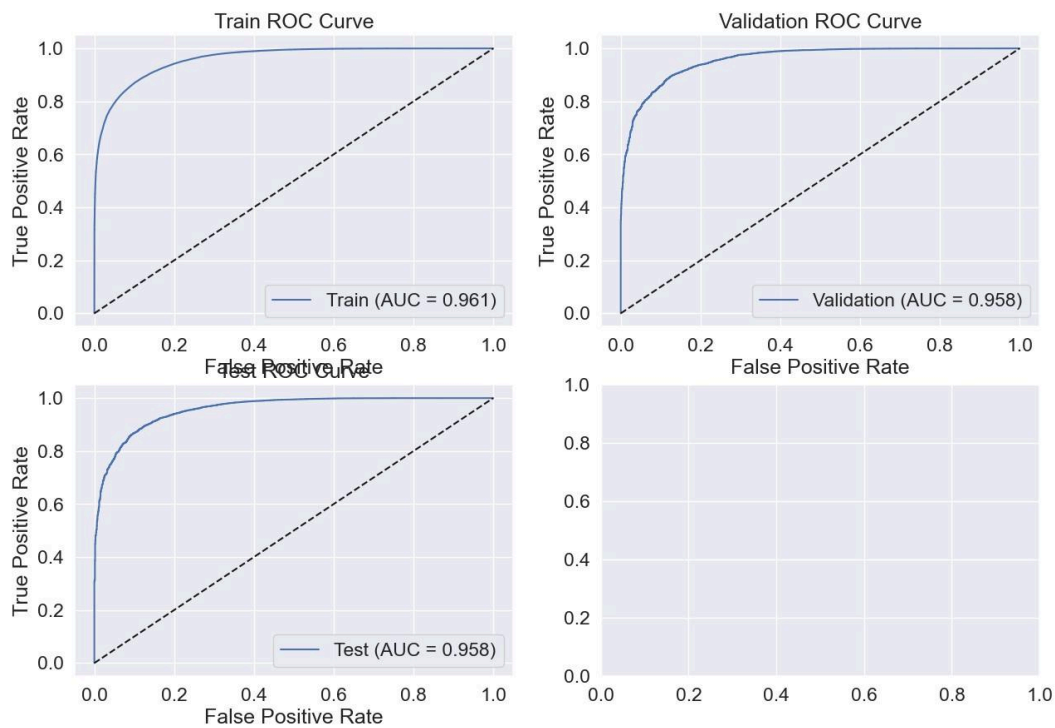 Train ROC Curve
1.0
0.8
0.6
0.4
0.2
0.0
True Positive Rate
Train (AUC = 0.961)
0.0 0.2 0.4 0.6 0.8 1.0
False Positive Rate
Validation ROC Curve
1.0
0.8
0.6
0.4
0.2
0.0
True Positive Rate
Validation (AUC = 0.958)
0.0 0.2 0.4 0.6 0.8 1.0
False Positive Rate
Test ROC Curve
1.0
0.8
0.6
0.4
0.2
0.0
True Positive Rate
Test (AUC = 0.958)
0.0 0.2 0.4 0.6 0.8 1.0
False Positive Rate
1.0
0.8
0.6
0.4
0.2
0.0
0.0 0.2 0.4 0.6 0.8 1.0